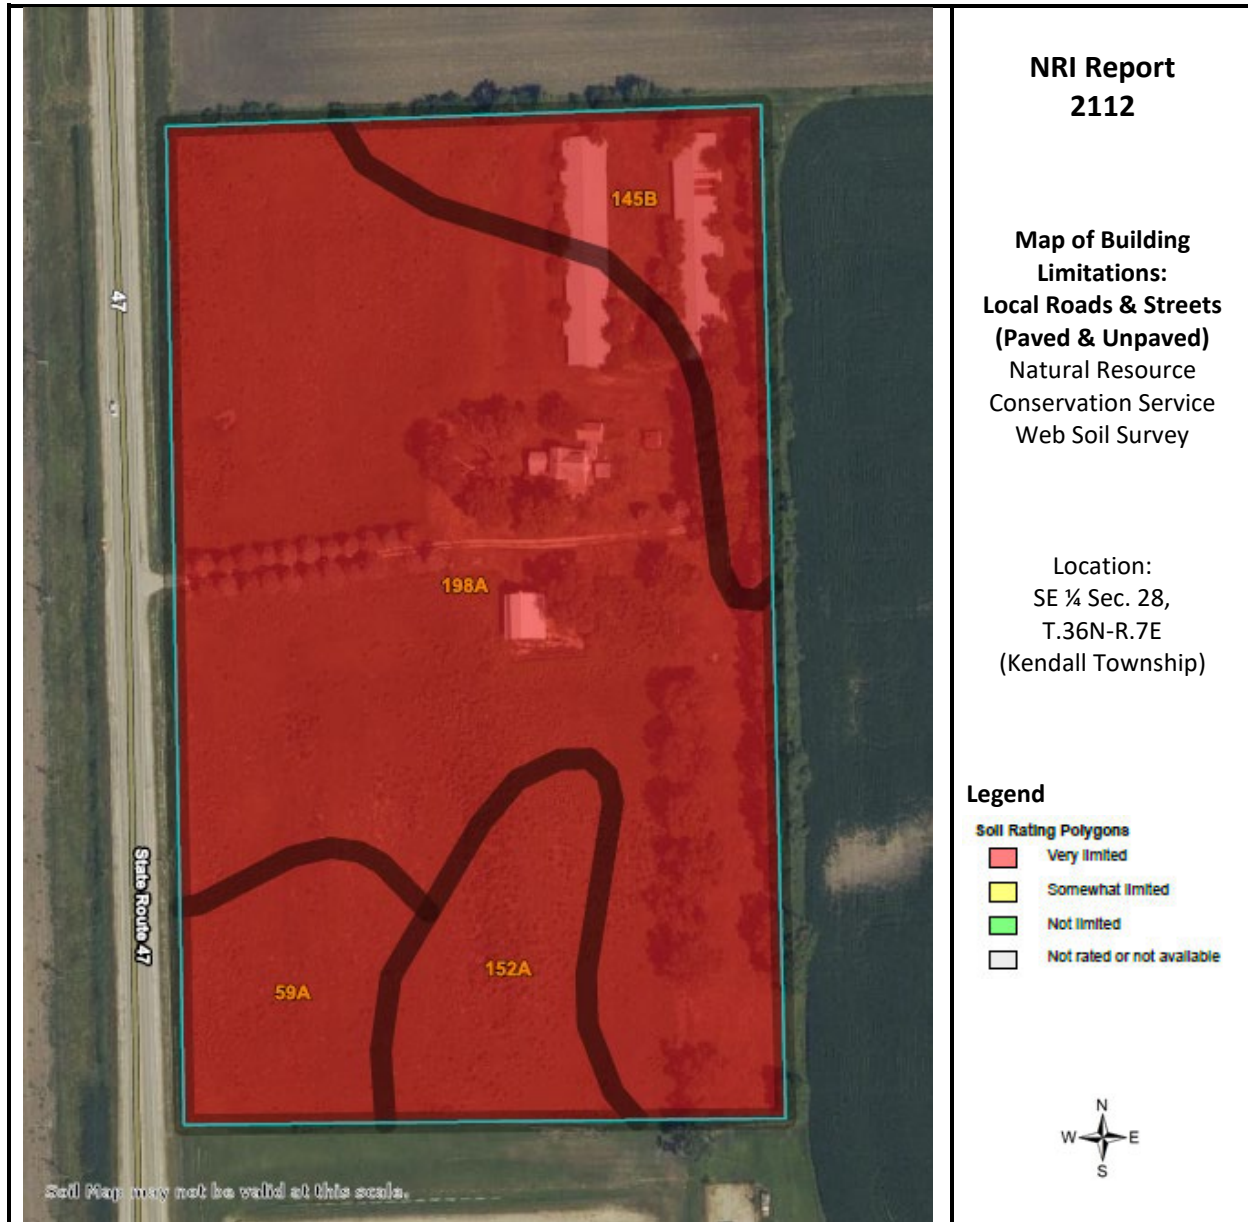 47
145B
198A
State Route 47
152A
59A
Soil Map may not be valid at this scale.
NRI Report
2112
Map of Building
Limitations:
Local Roads & Streets
(Paved & Unpaved)
Natural Resource
Conservation Service
Web Soil Survey
Location:
SE ¼ Sec. 28,
T.36N-R.7E
(Kendall Township)
Legend
Soil Rating Polygons
Very limited
Somewhat limited
Not limited
Not rated or not available
N
W E
S